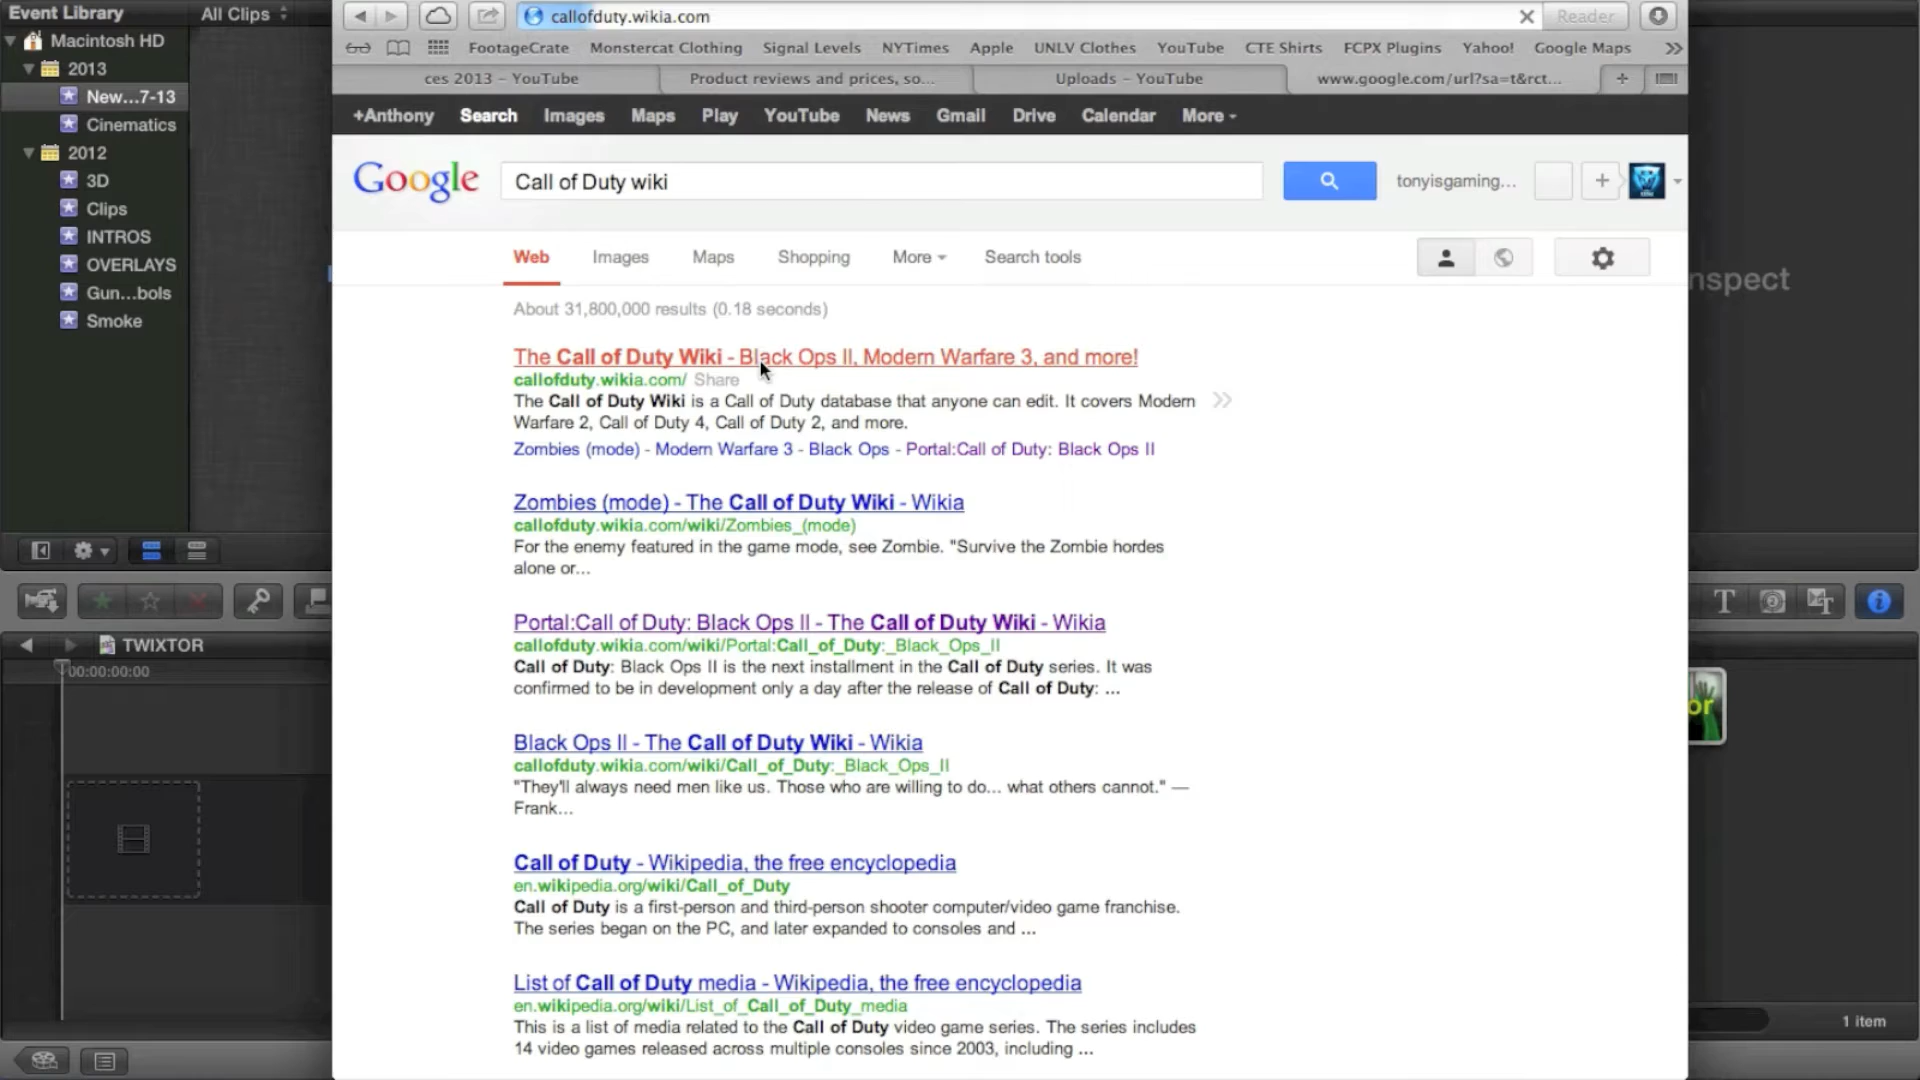 Event Library
All Clips
Macintosh HD
2013
New...7-13
Cinematics
2012
3D
Clips
INTROS
OVERLAYS
Gun...bols
Smoke
TWIXTOR
00:00:00:00
callofduty.wikia.com
Reader
FootageCrate Monstercat Clothing Signal Levels NYTimes Apple UNLV Clothes YouTube CTE Shirts FCPX Plugins Yahoo! Google Maps
ces 2013 – YouTube Product reviews and prices, so... Uploads – YouTube www.google.com/url?sa=t&rct...
+Anthony Search Images Maps Play YouTube News Gmail Drive Calendar More
Google
Call of Duty wiki
tonyisgaming...
Web Images Maps Shopping More Search tools
About 31,800,000 results (0.18 seconds)
The Call of Duty Wiki - Black Ops II, Modern Warfare 3, and more!
callofduty.wikia.com/ Share
The Call of Duty Wiki is a Call of Duty database that anyone can edit. It covers Modern
Warfare 2, Call of Duty 4, Call of Duty 2, and more.
Zombies (mode) - Modern Warfare 3 - Black Ops - Portal:Call of Duty: Black Ops II
Zombies (mode) - The Call of Duty Wiki - Wikia
callofduty.wikia.com/wiki/Zombies_(mode)
For the enemy featured in the game mode, see Zombie. "Survive the Zombie hordes
alone or...
Portal:Call of Duty: Black Ops II - The Call of Duty Wiki - Wikia
callofduty.wikia.com/wiki/Portal:Call_of_Duty:_Black_Ops_II
Call of Duty: Black Ops II is the next installment in the Call of Duty series. It was
confirmed to be in development only a day after the release of Call of Duty: ...
Black Ops II - The Call of Duty Wiki - Wikia
callofduty.wikia.com/wiki/Call_of_Duty:_Black_Ops_II
"They'll always need men like us. Those who are willing to do... what others cannot." —
Frank...
Call of Duty - Wikipedia, the free encyclopedia
en.wikipedia.org/wiki/Call_of_Duty
Call of Duty is a first-person and third-person shooter computer/video game franchise.
The series began on the PC, and later expanded to consoles and ...
List of Call of Duty media - Wikipedia, the free encyclopedia
en.wikipedia.org/wiki/List_of_Call_of_Duty_media
This is a list of media related to the Call of Duty video game series. The series includes
14 video games released across multiple consoles since 2003, including ...
nspect
or
1 item